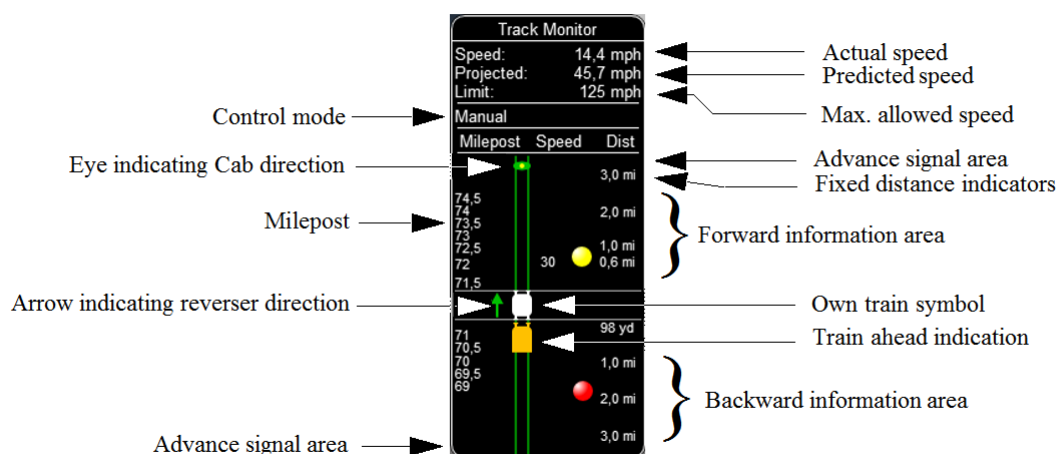 Track Monitor
Speed: 14,4 mph
Actual speed
Projected: 45,7 mph
Predicted speed
Limit: 125 mph
Max. allowed speed
Control mode
Manual
Milepost Speed Dist
Eye indicating Cab direction
Advance signal area
3,0 mi
Fixed distance indicators
Milepost
74,5
74
73,5
73
72,5
72
71,5
2,0 mi
1,0 mi
30 0,6 mi
Forward information area
Arrow indicating reverser direction
Own train symbol
98 yd
Train ahead indication
71
70,5
70
69,5
69
1,0 mi
2,0 mi
3,0 mi
Backward information area
Advance signal area